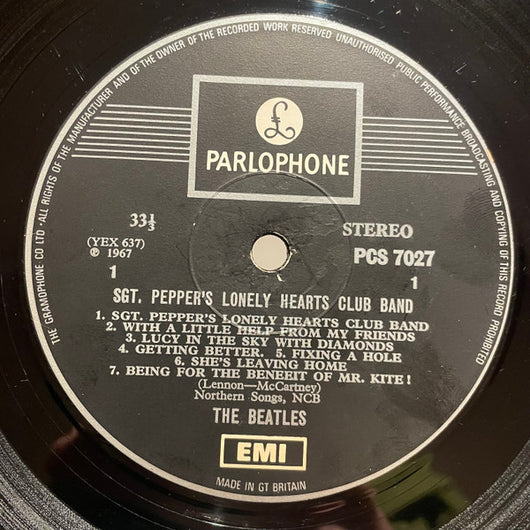 THE GRAMOPHONE CO LTD · ALL RIGHTS OF THE MANUFACTURER AND OF THE OWNER OF THE RECORDED WORK RESERVED UNAUTHORISED PUBLIC PERFORMANCE BROADCASTING AND COPYING OF THIS RECORD PROHIBITED
£
PARLOPHONE
33⅓
STEREO
(YEX 637)
PCS 7027
℗ 1967
1
1
SGT. PEPPER'S LONELY HEARTS CLUB BAND
1. SGT. PEPPER'S LONELY HEARTS CLUB BAND
2. WITH A LITTLE HELP FROM MY FRIENDS
3. LUCY IN THE SKY WITH DIAMONDS
4. GETTING BETTER. 5. FIXING A HOLE
6. SHE'S LEAVING HOME
7. BEING FOR THE BENEEIT OF MR. KITE!
(Lennon—McCartney)
Northern Songs, NCB
THE BEATLES
EMI
MADE IN GT BRITAIN